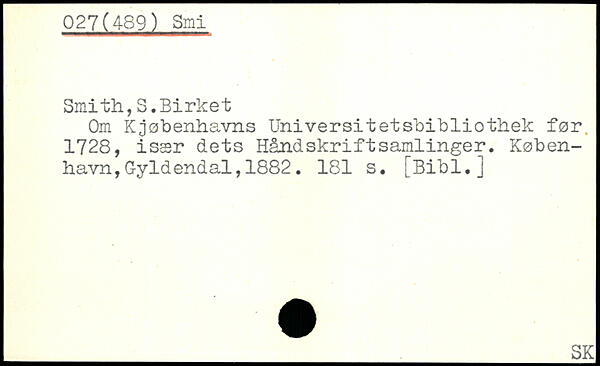 027(489) Smi
Smith,S.Birket
Om Kjøbenhavns Universitetsbibliothek før
1728, især dets Håndskriftsamlinger. Køben-
havn,Gyldendal,1882. 181 s. [Bibl.]
SK